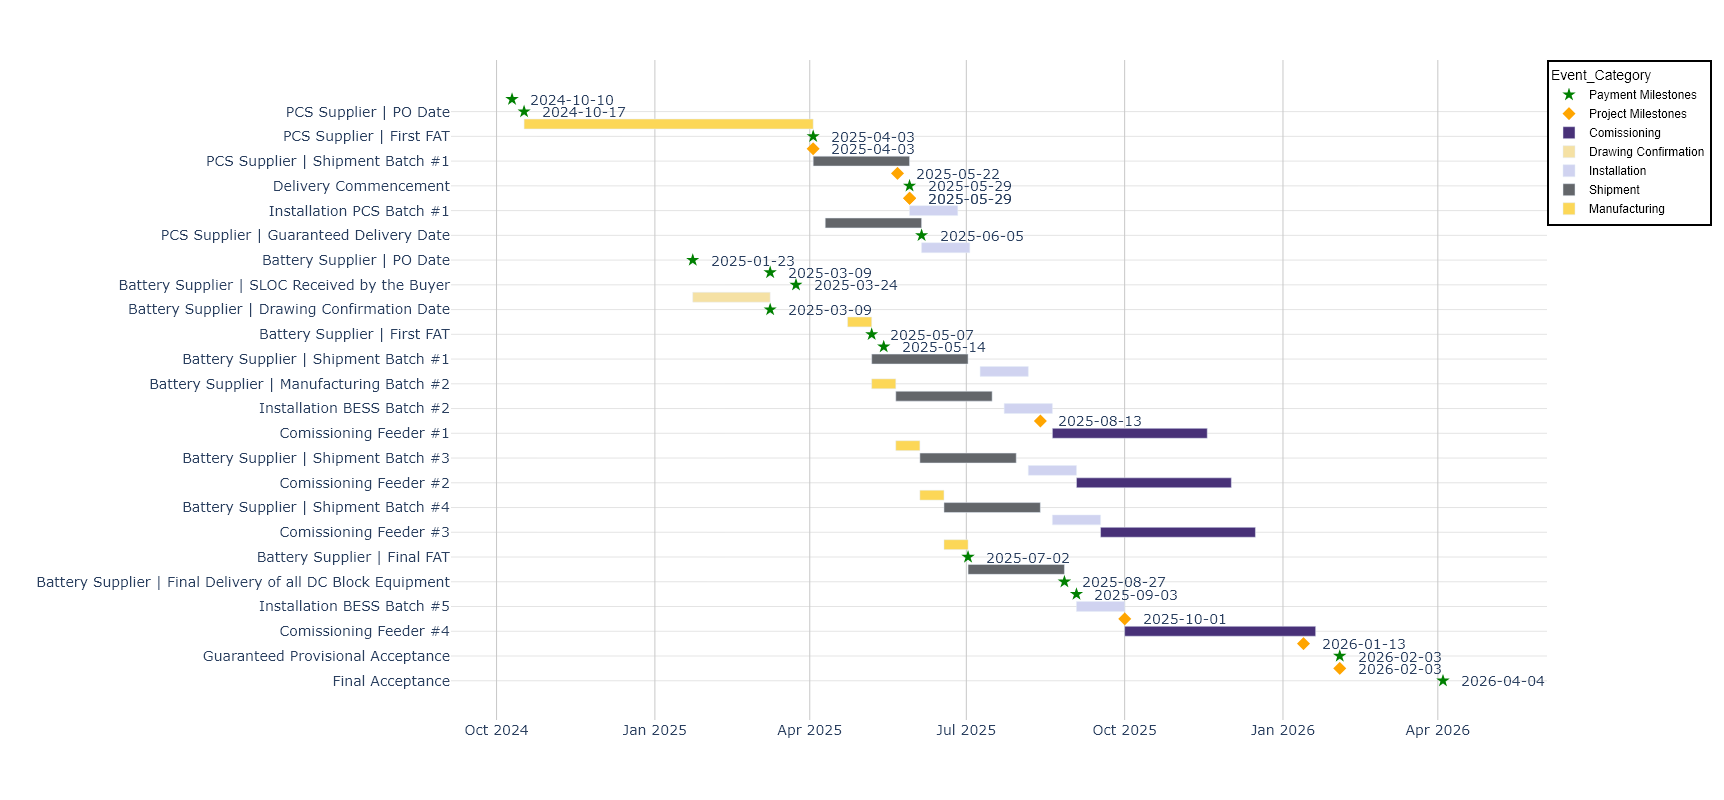 Event_Category
Payment Milestones
Project Milestones
Comissioning
Drawing Confirmation
Installation
Shipment
Manufacturing
2024-10-10
PCS Supplier | PO Date
2024-10-17
PCS Supplier | First FAT
2025-04-03
2025-04-03
PCS Supplier | Shipment Batch #1
2025-05-22
Delivery Commencement
2025-05-29
2025-05-29
Installation PCS Batch #1
PCS Supplier | Guaranteed Delivery Date
2025-06-05
Battery Supplier | PO Date
2025-01-23
2025-03-09
Battery Supplier | SLOC Received by the Buyer
2025-03-24
Battery Supplier | Drawing Confirmation Date
2025-03-09
Battery Supplier | First FAT
2025-05-07
2025-05-14
Battery Supplier | Shipment Batch #1
Battery Supplier | Manufacturing Batch #2
Installation BESS Batch #2
2025-08-13
Comissioning Feeder #1
Battery Supplier | Shipment Batch #3
Comissioning Feeder #2
Battery Supplier | Shipment Batch #4
Comissioning Feeder #3
Battery Supplier | Final FAT
2025-07-02
Battery Supplier | Final Delivery of all DC Block Equipment
2025-08-27
2025-09-03
Installation BESS Batch #5
2025-10-01
Comissioning Feeder #4
2026-01-13
Guaranteed Provisional Acceptance
2026-02-03
2026-02-03
Final Acceptance
2026-04-04
Oct 2024
Jan 2025
Apr 2025
Jul 2025
Oct 2025
Jan 2026
Apr 2026